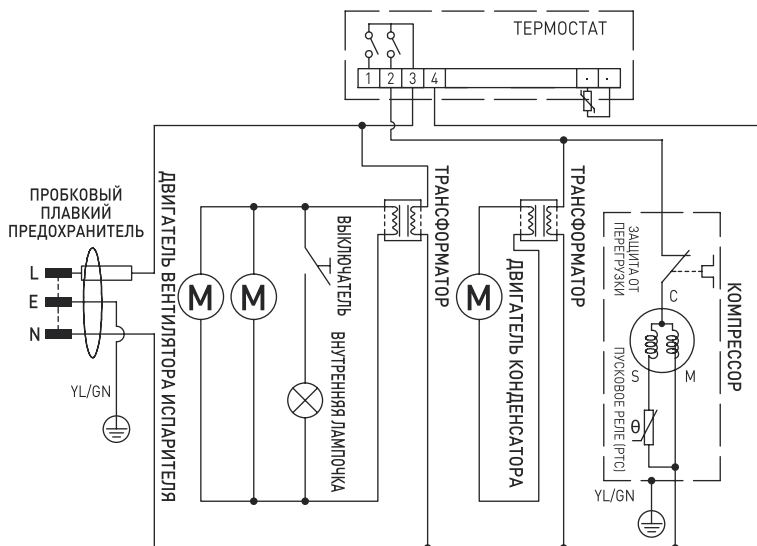 ТЕРМОСТАТ
1 2 3 4
ПРОБКОВЫЙ
ПЛАВКИЙ
ПРЕДОХРАНИТЕЛЬ
L
E
N
YL/GN
ДВИГАТЕЛЬ ВЕНТИЛЯТОРА ИСПАРИТЕЛЯ
M
M
ВЫКЛЮЧАТЕЛЬ
ВНУТРЕННЯЯ ЛАМПОЧКА
ТРАНСФОРМАТОР
M
ДВИГАТЕЛЬ КОНДЕНСАТОРА
ТРАНСФОРМАТОР
ЗАЩИТА ОТ
ПЕРЕГРУЗКИ
C
S
M
θ
ПУСКОВОЕ РЕЛЕ (PTC)
КОМПРЕССОР
YL/GN